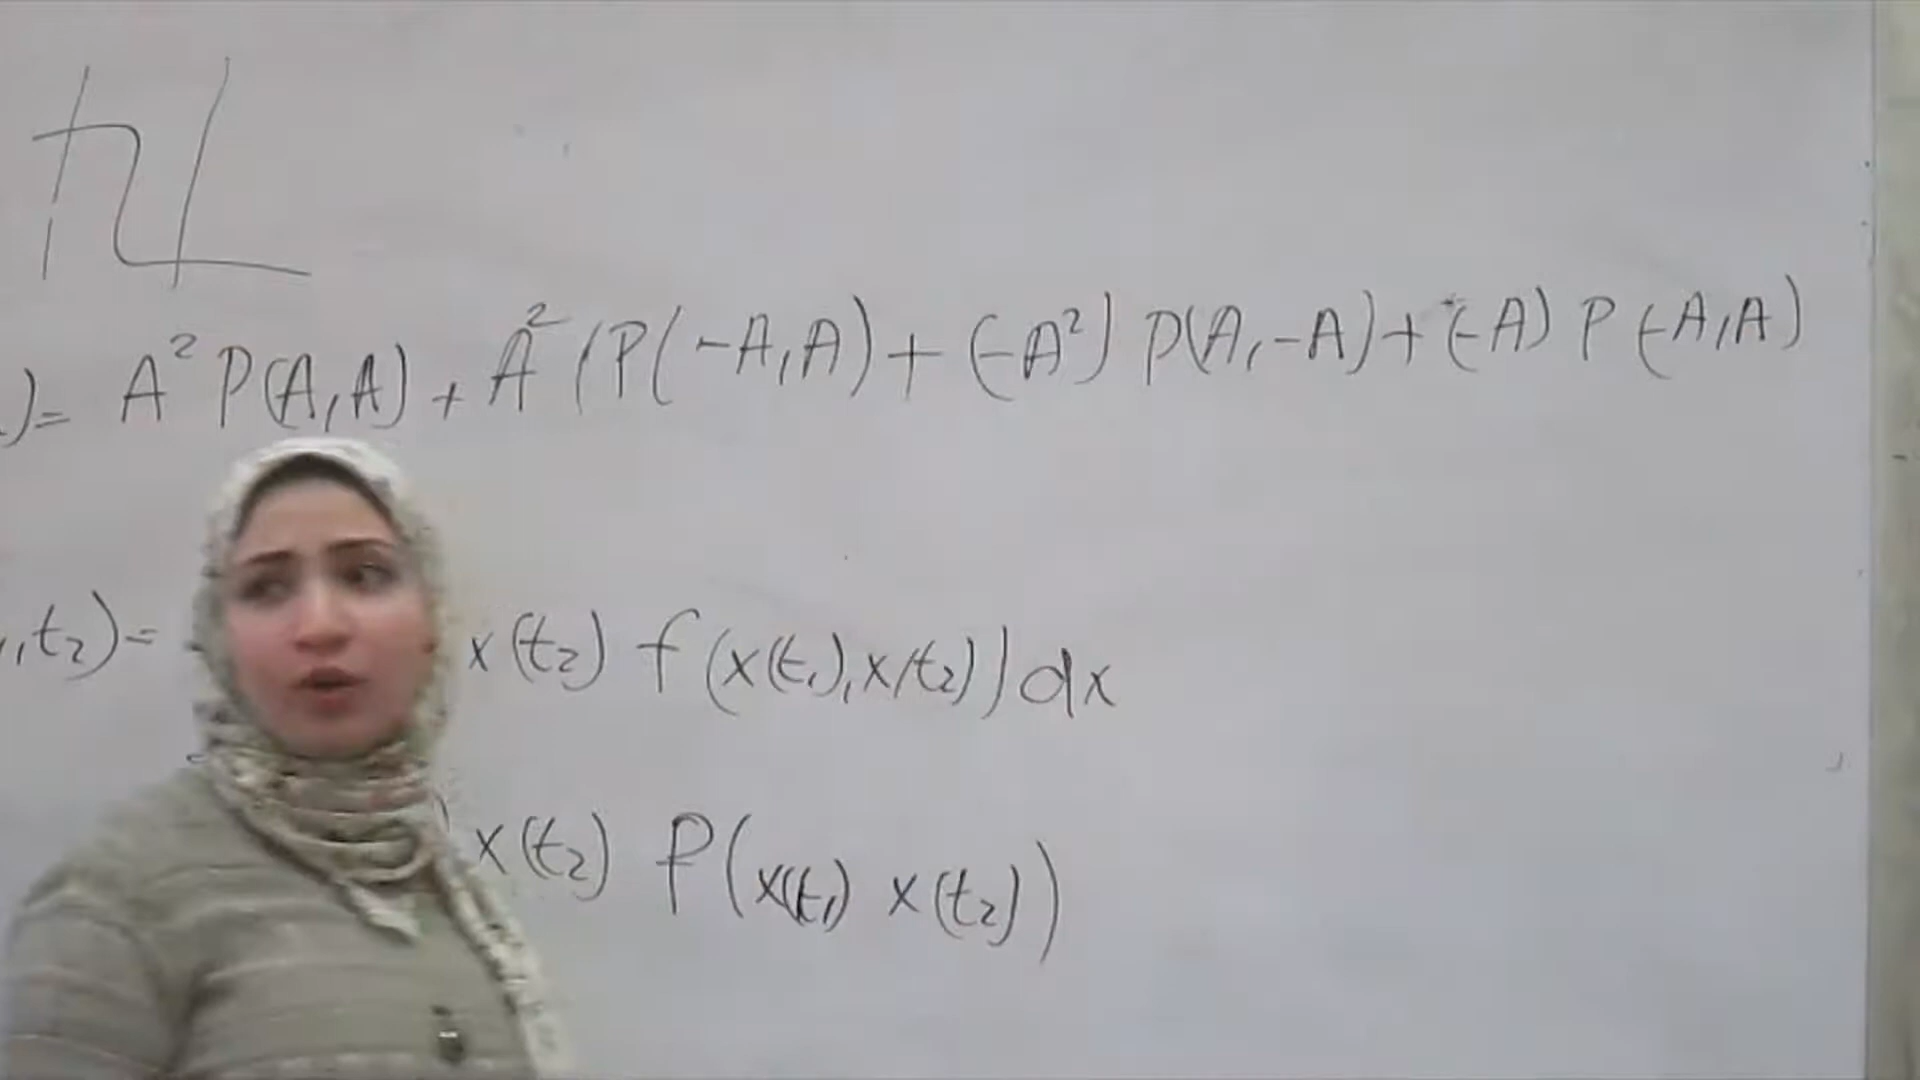 )= A² P(A,A) + A² (P(-A,A) + (-A²) P(A,-A) + (-A) P(-A,A)
,t₂)= x(t₂) f(x(t₁),x(t₂)) dx
x(t₂) P(x(t₁) x(t₂))